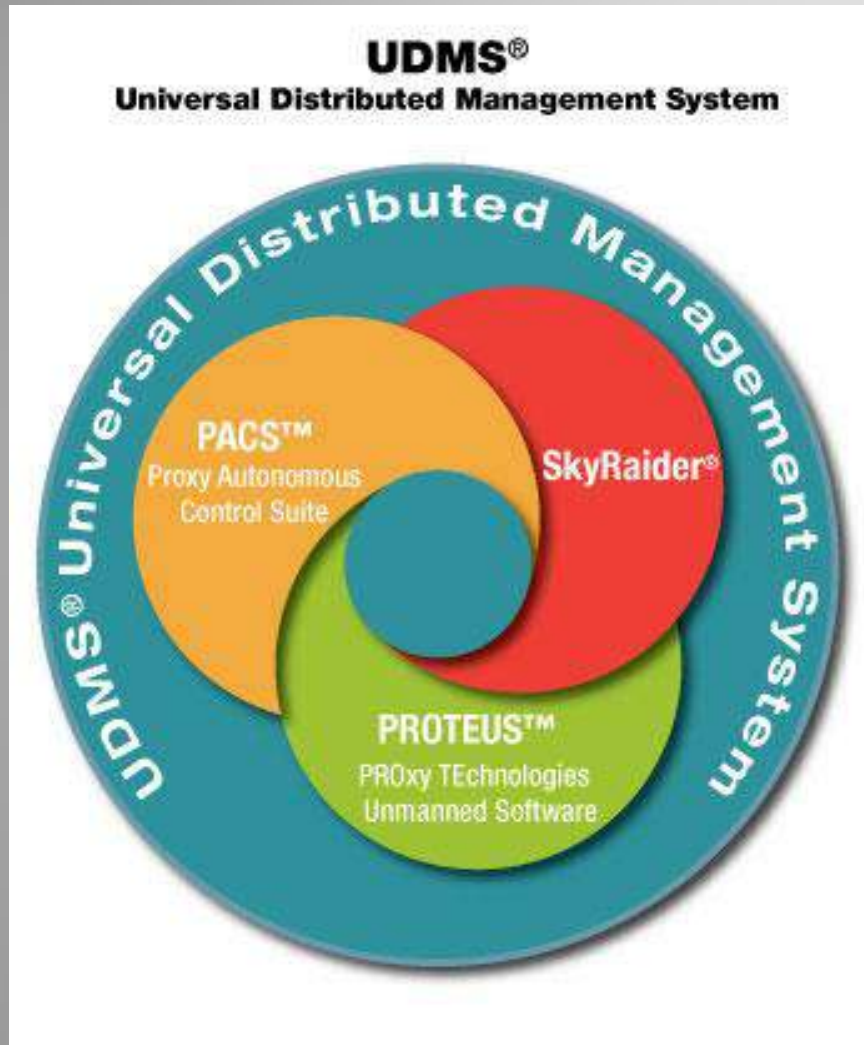 UDMS®
Universal Distributed Management System
UDMS® Universal Distributed Management System
PACS™
Proxy Autonomous
Control Suite
SkyRaider®
PROTEUS™
PROxy TEchnologies
Unmanned Software